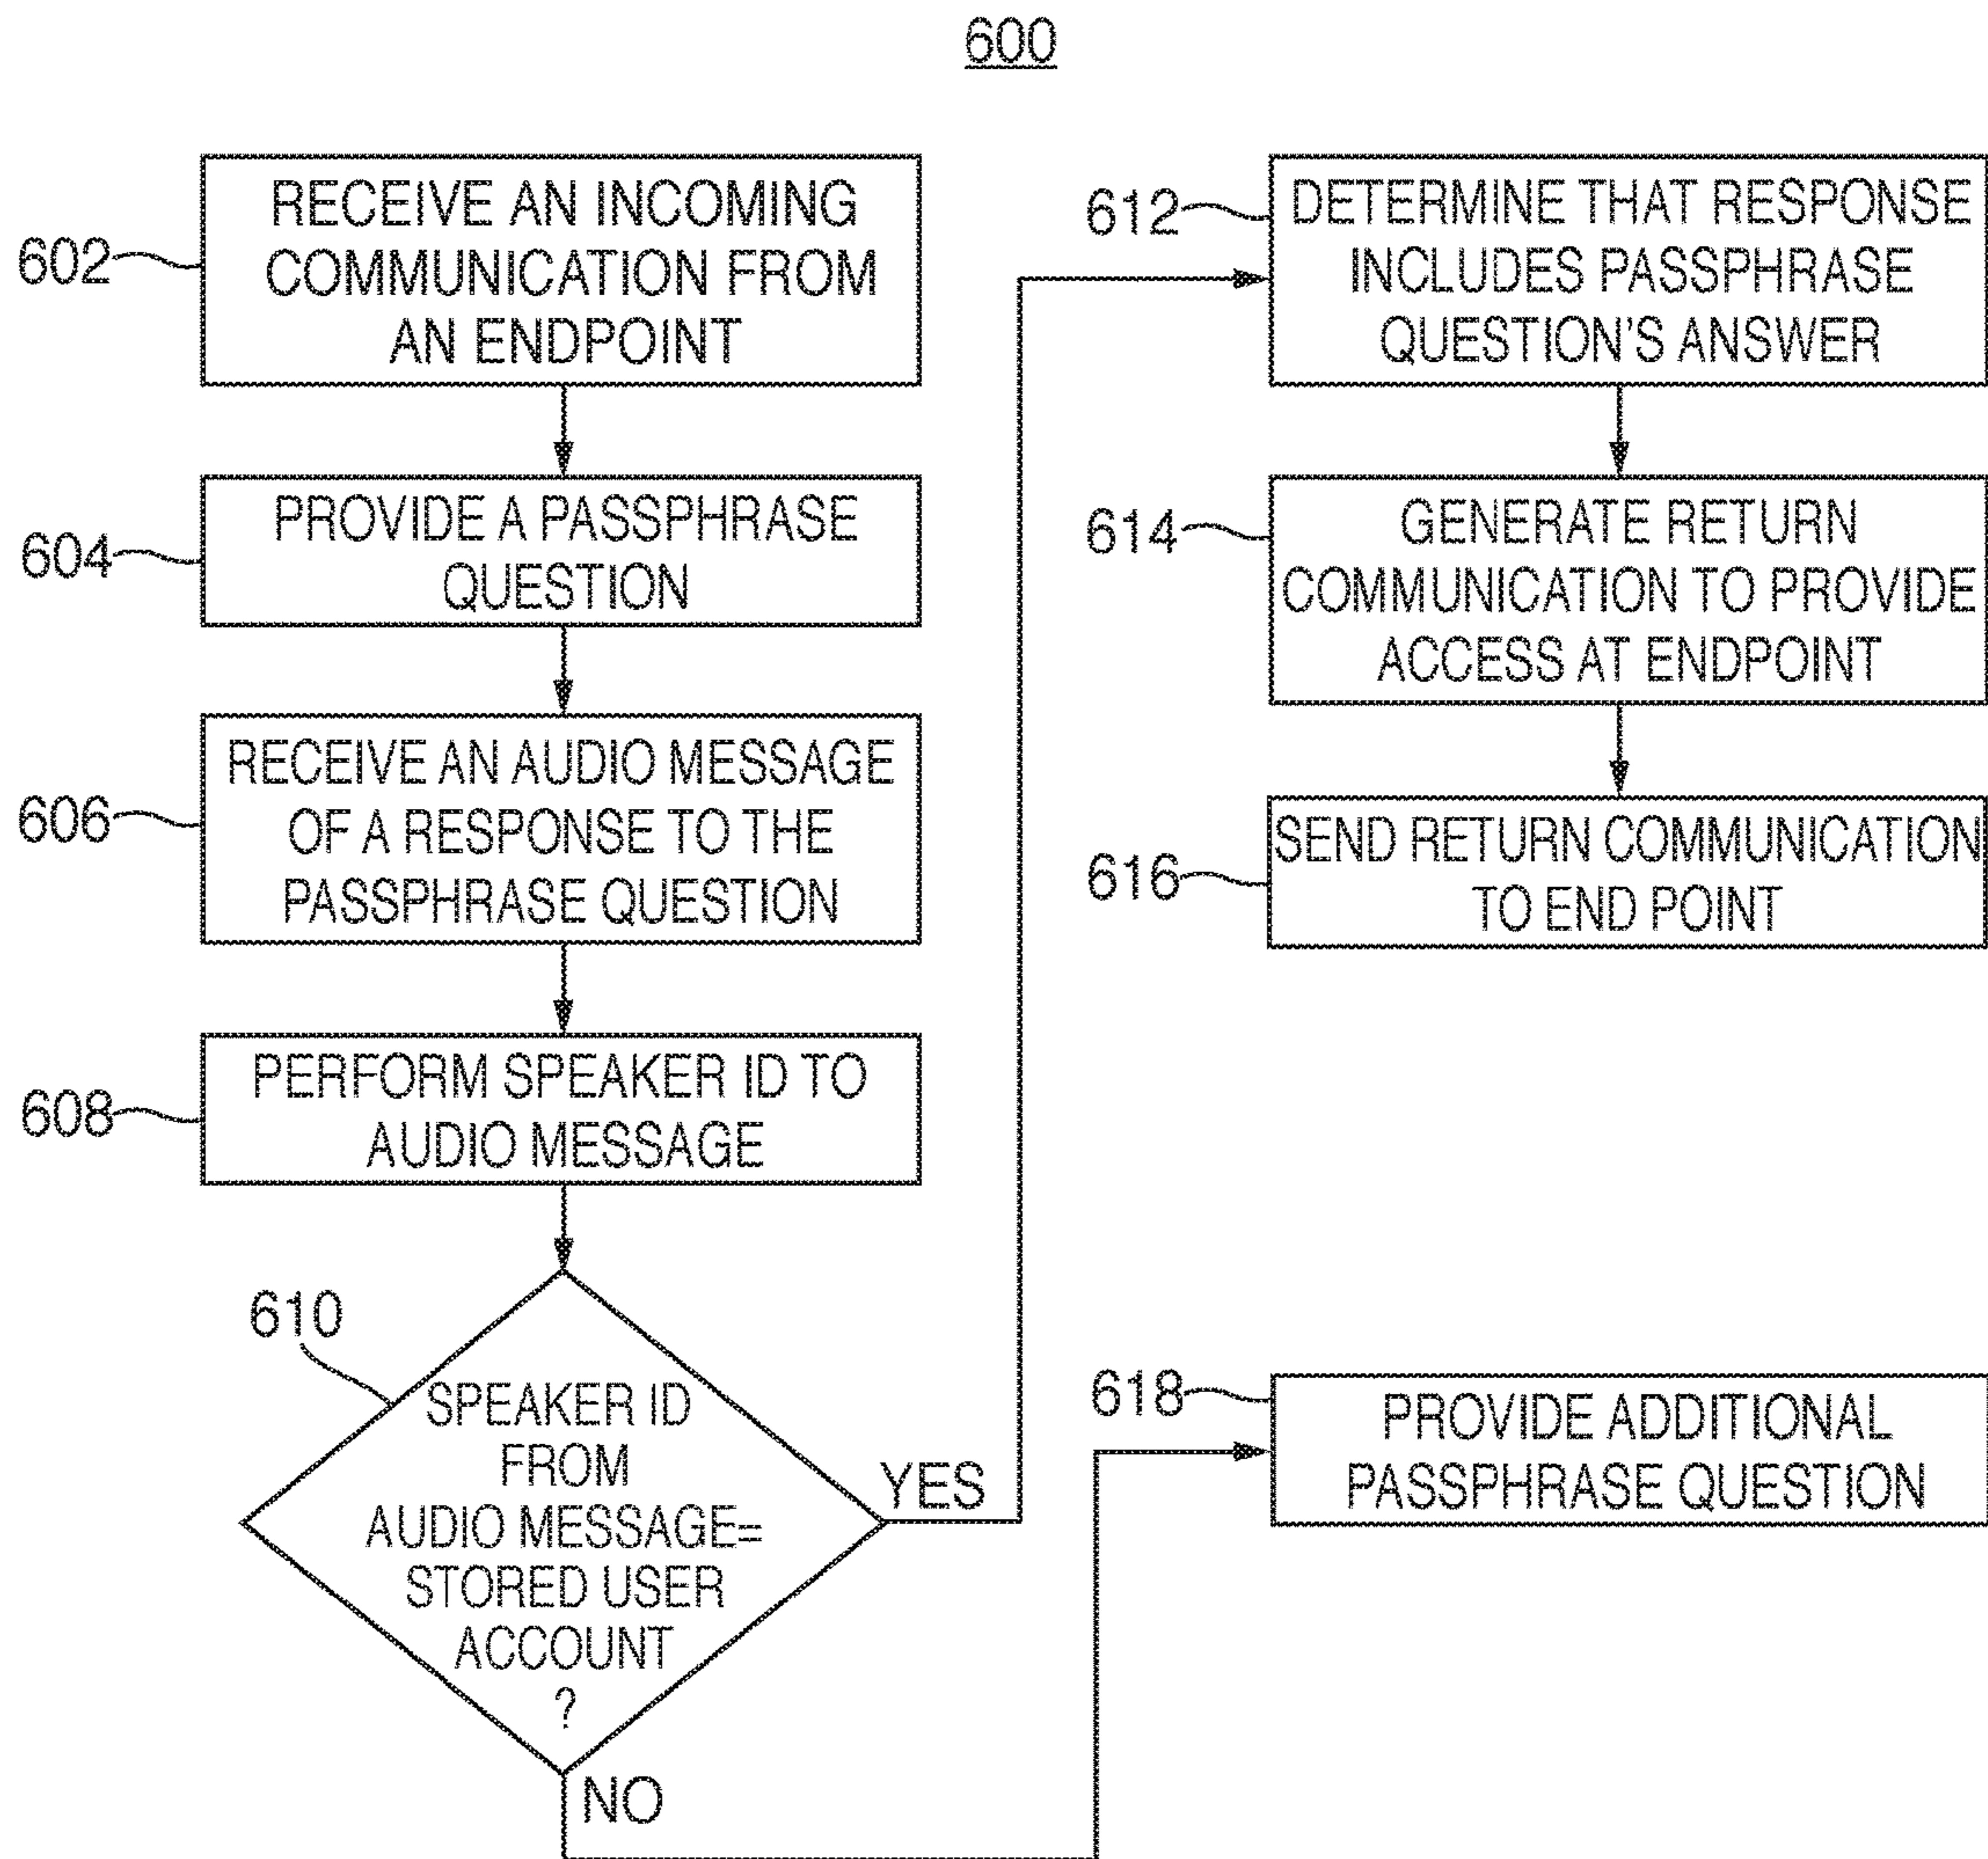 600
602
RECEIVE AN INCOMING
COMMUNICATION FROM
AN ENDPOINT
604
PROVIDE A PASSPHRASE
QUESTION
606
RECEIVE AN AUDIO MESSAGE
OF A RESPONSE TO THE
PASSPHRASE QUESTION
608
PERFORM SPEAKER ID TO
AUDIO MESSAGE
610
SPEAKER ID
FROM
AUDIO MESSAGE=
STORED USER
ACCOUNT
?
YES
NO
612
DETERMINE THAT RESPONSE
INCLUDES PASSPHRASE
QUESTION'S ANSWER
614
GENERATE RETURN
COMMUNICATION TO PROVIDE
ACCESS AT ENDPOINT
616
SEND RETURN COMMUNICATION
TO END POINT
618
PROVIDE ADDITIONAL
PASSPHRASE QUESTION